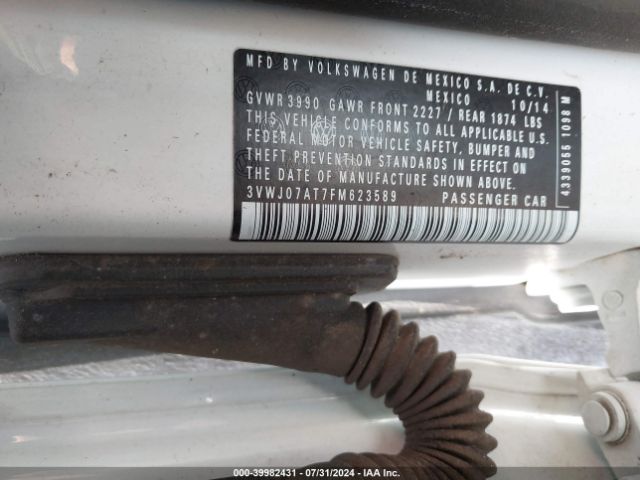 MFD BY VOLKSWAGEN DE MEXICO S.A. DE C.V.
MEXICO 10/14
GVWR 3990 GAWR FRONT 2227 / REAR 1874 LBS
THIS VEHICLE CONFORMS TO ALL APPLICABLE U.S.
FEDERAL MOTOR VEHICLE SAFETY, BUMPER AND
THEFT PREVENTION STANDARDS IN EFFECT ON
THE DATE OF MANUFACTURE SHOWN ABOVE.
3VWJ07AT7FM623589 PASSENGER CAR
4339055 1098 M
000-39982431 - 07/31/2024 - IAA Inc.